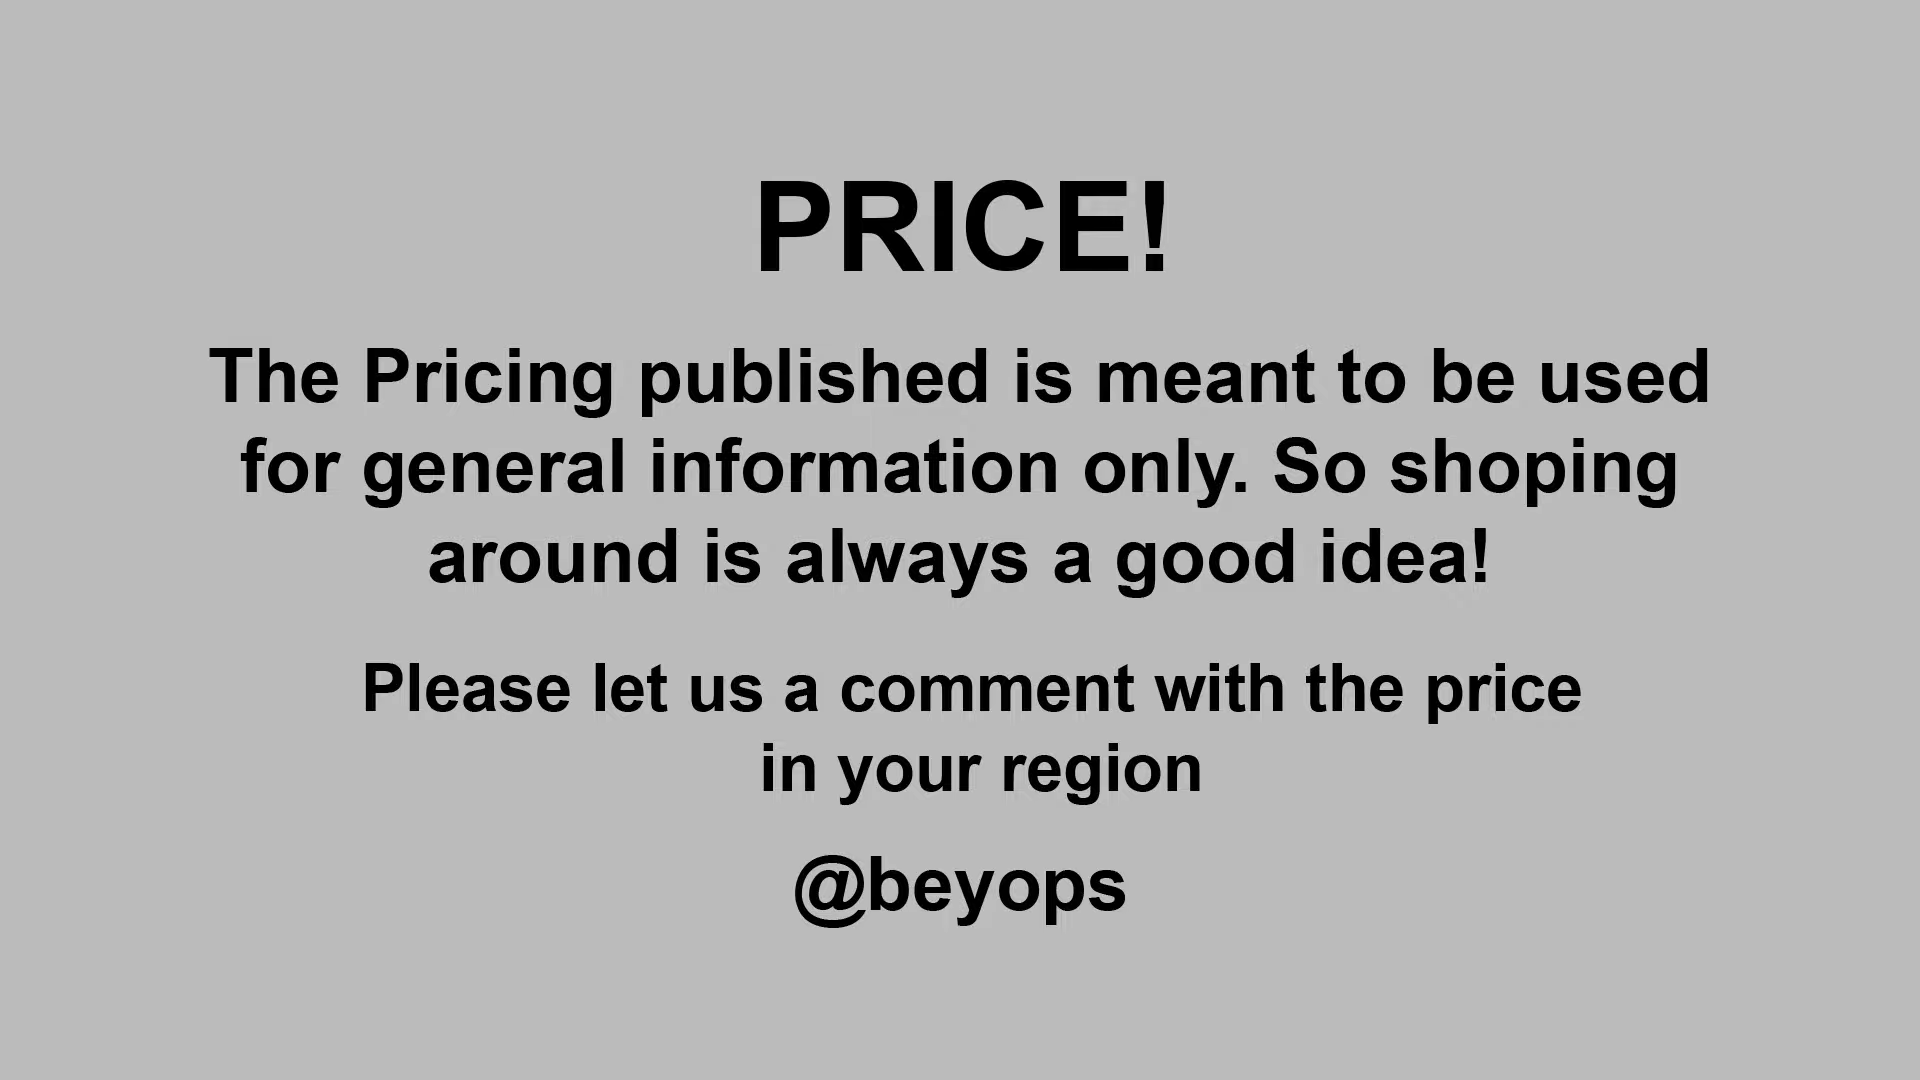 PRICE!
The Pricing published is meant to be used
for general information only. So shoping
around is always a good idea!
Please let us a comment with the price
in your region
@beyops